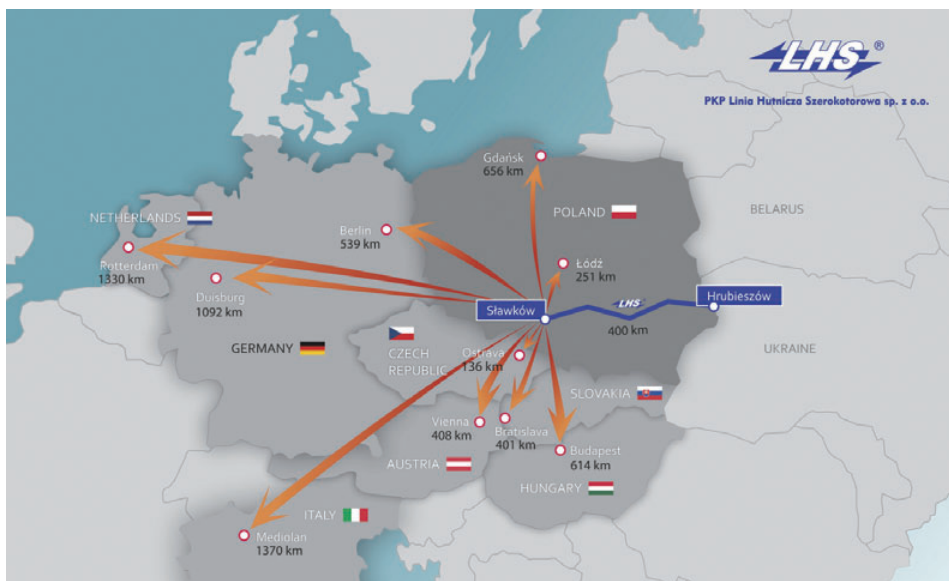 LHS®
PKP Linia Hutnicza Szerokotorowa sp. z o.o.
Gdańsk
656 km
NETHERLANDS
POLAND
BELARUS
Berlin
539 km
Rotterdam
1330 km
Łódź
251 km
Duisburg
1092 km
Sławków
LHS
Hrubieszów
400 km
GERMANY
CZECH
REPUBLIC
Ostrava
136 km
UKRAINE
SLOVAKIA
Vienna
408 km
Bratislava
401 km
Budapest
614 km
AUSTRIA
HUNGARY
ITALY
Mediolan
1370 km